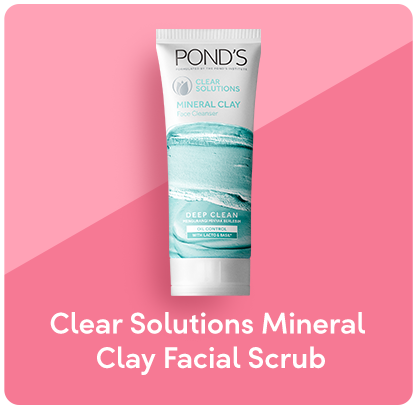 POND'S
CLEAR
SOLUTIONS
MINERAL CLAY
Face Cleanser
DEEP CLEAN
OIL CONTROL
Clear Solutions Mineral
Clay Facial Scrub